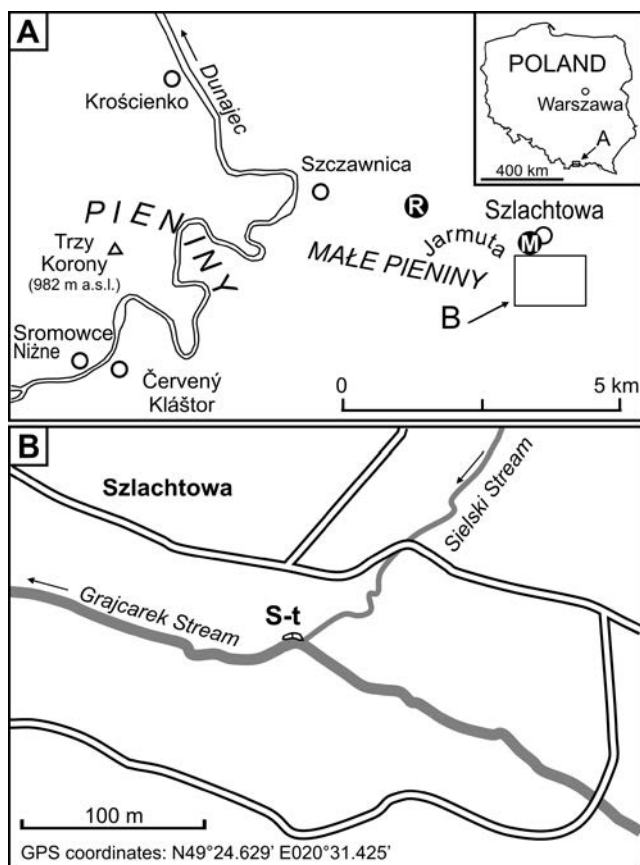 A
Krościenko
Dunajec
POLAND
Warszawa
A
400 km
Szczawnica
R
Szlachtowa
M
Jarmuta
PIENINY
MAŁE PIENINY
Trzy
Korony
(982 m a.s.l.)
B
Sromowce
Niżne
Červený
Kláštor
0
5 km
B
Szlachtowa
Sielski Stream
Grajcarek Stream
S-t
100 m
GPS coordinates: N49°24.629' E020°31.425'